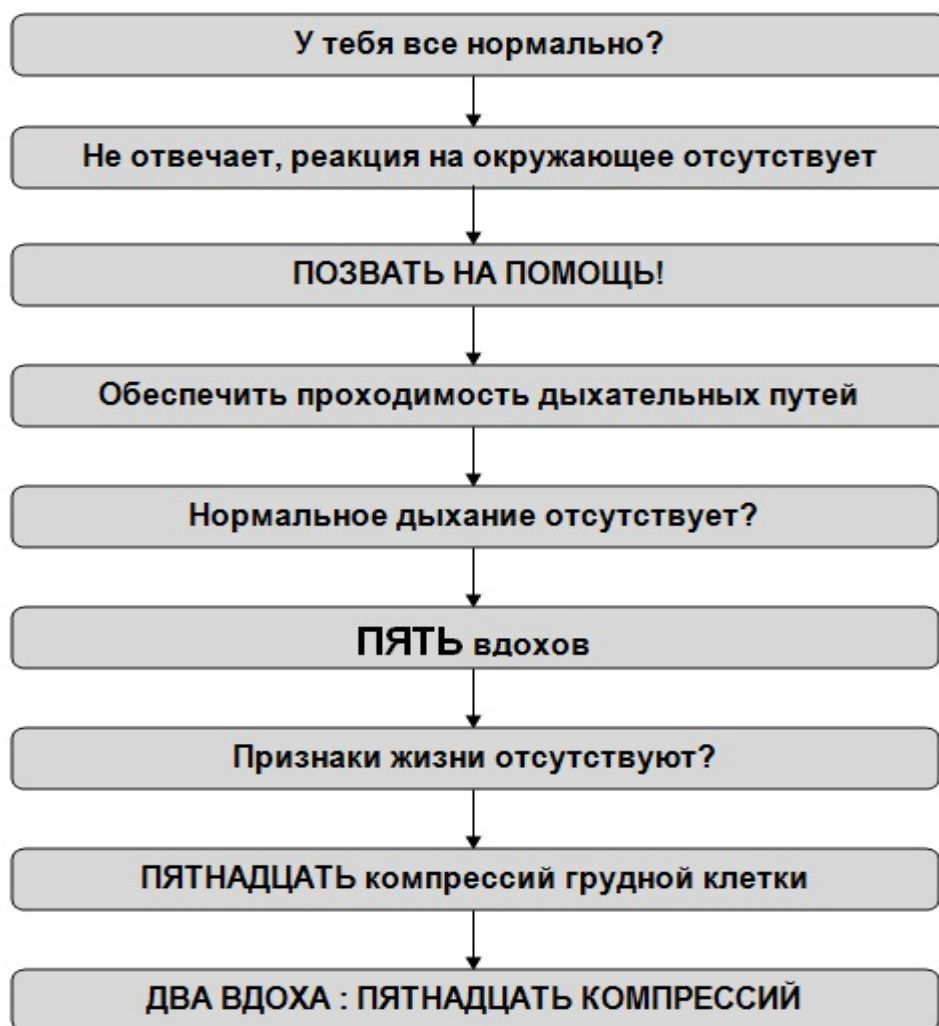 У тебя все нормально?
Не отвечает, реакция на окружающее отсутствует
ПОЗВАТЬ НА ПОМОЩЬ!
Обеспечить проходимость дыхательных путей
Нормальное дыхание отсутствует?
ПЯТЬ вдохов
Признаки жизни отсутствуют?
ПЯТНАДЦАТЬ компрессий грудной клетки
ДВА ВДОХА : ПЯТНАДЦАТЬ КОМПРЕССИЙ